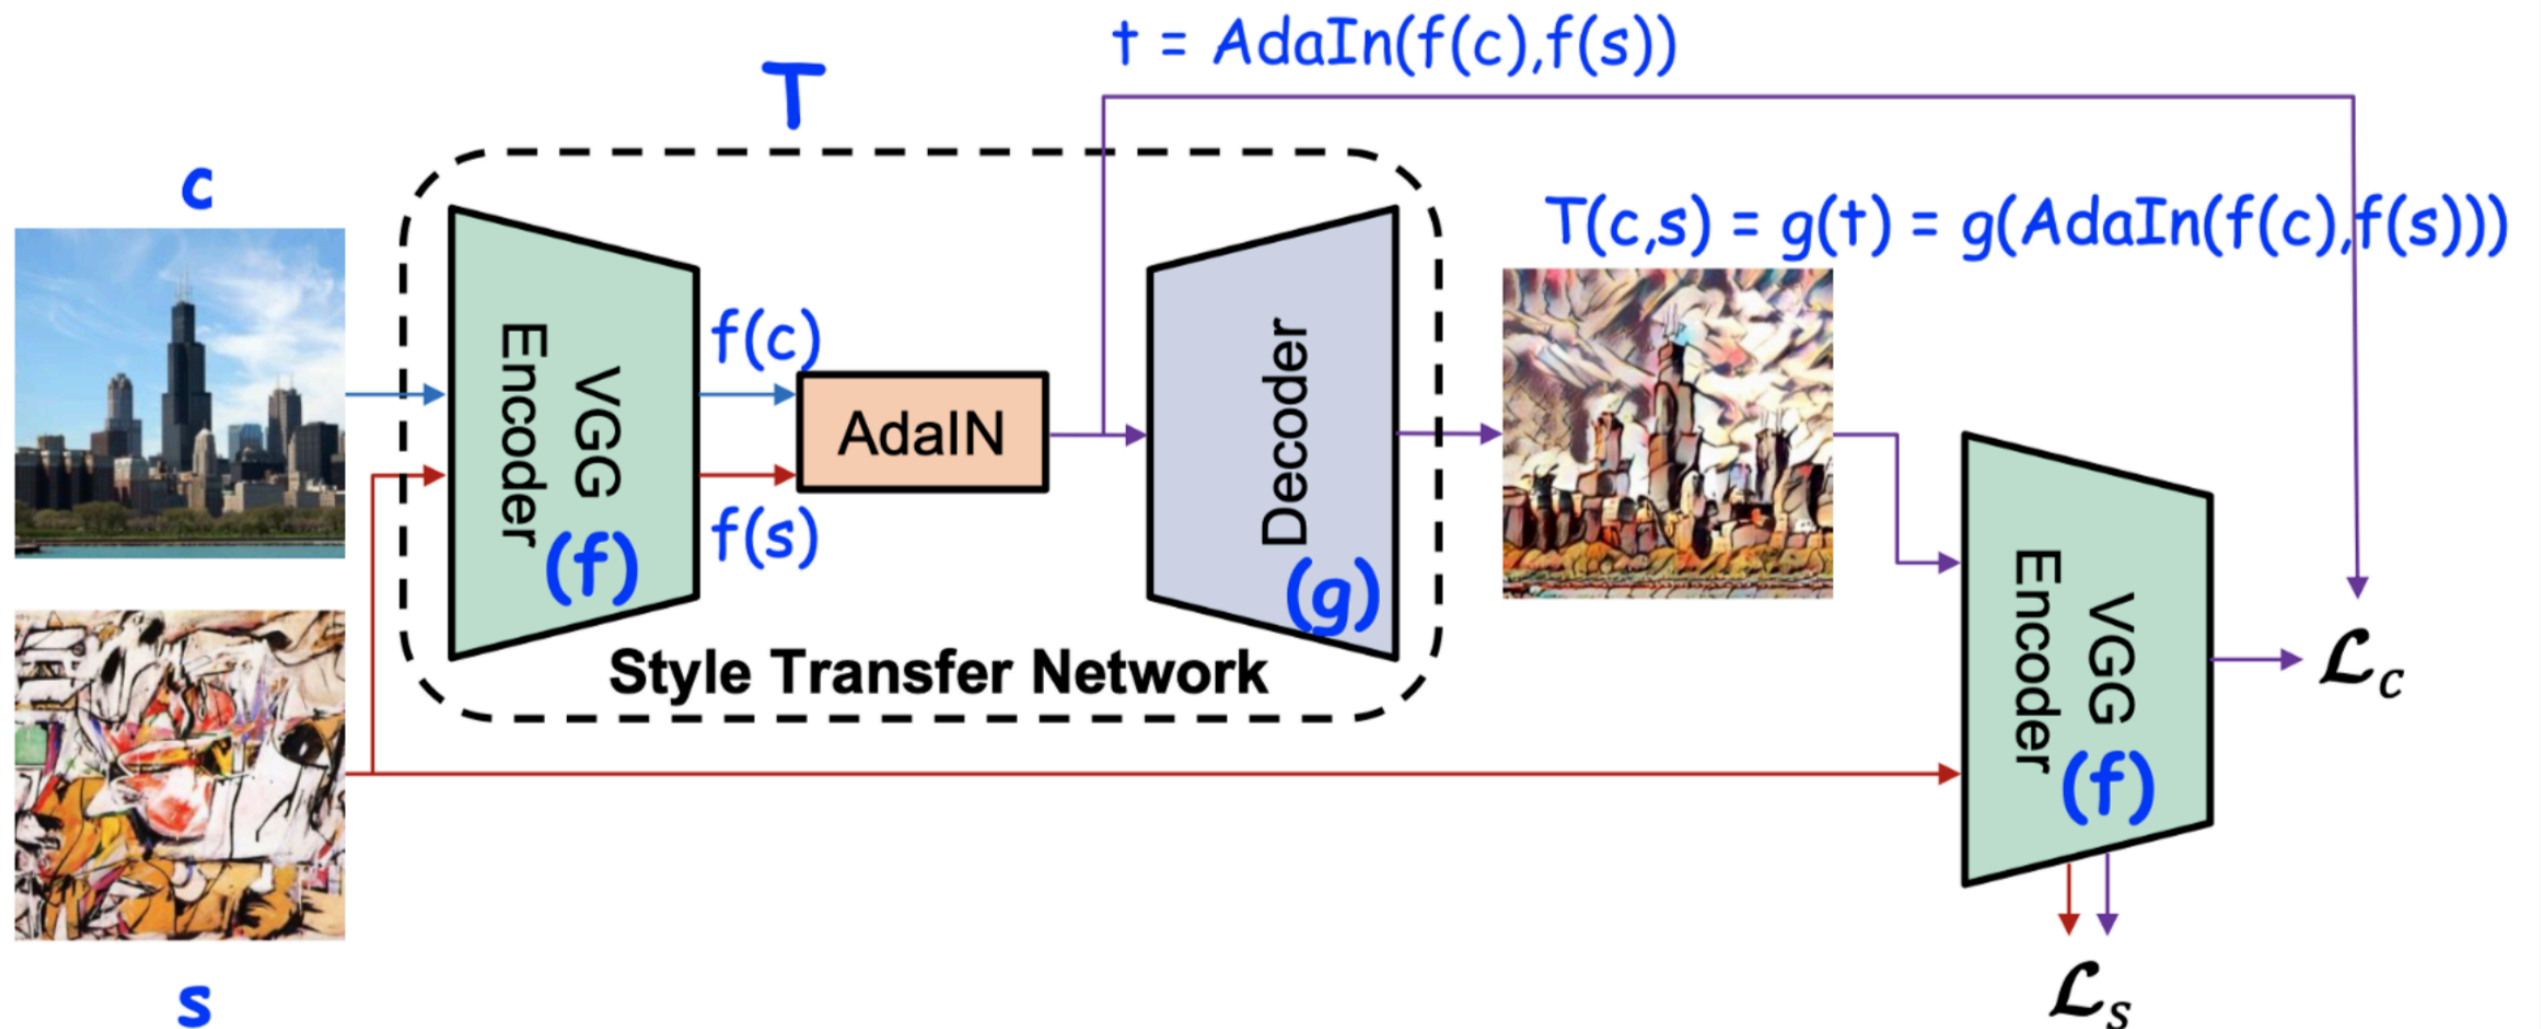 t = AdaIn(f(c),f(s))
T
c
T(c,s) = g(t) = g(AdaIn(f(c),f(s)))
VGG
Encoder
(f)
f(c)
f(s)
AdaIN
Decoder
(g)
Style Transfer Network
VGG
Encoder
(f)
ℒc
s
ℒs